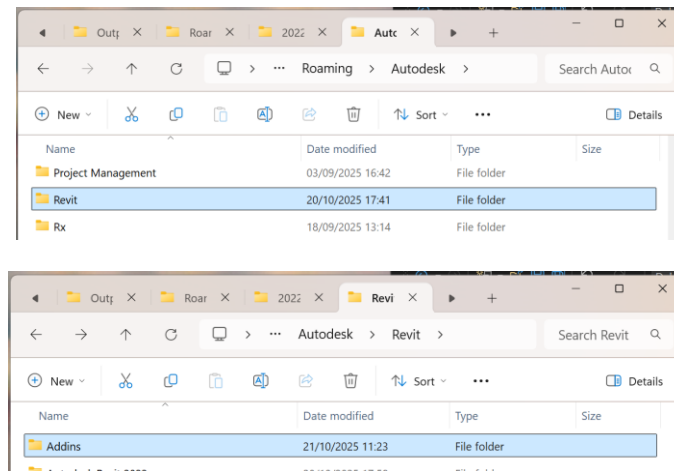 Outp Roar 2022 Autc
Roaming > Autodesk > Search Autoc
New Sort Details
Name Date modified Type Size
Project Management 03/09/2025 16:42 File folder
Revit 20/10/2025 17:41 File folder
Rx 18/09/2025 13:14 File folder
Outp Roar 2022 Revi
Autodesk > Revit > Search Revit
New Sort Details
Name Date modified Type Size
Addins 21/10/2025 11:23 File folder